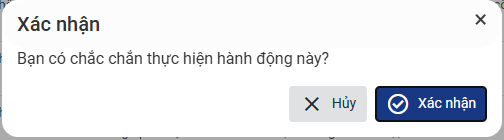 Xác nhận
Bạn có chắc chắn thực hiện hành động này?
Hủy
Xác nhận